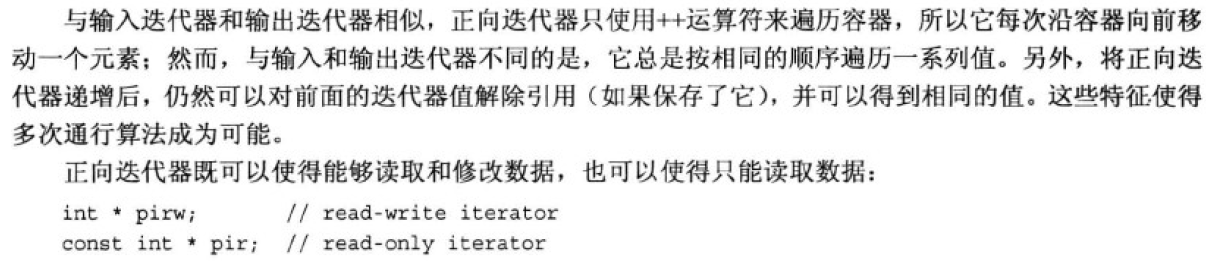 与输入迭代器和输出迭代器相似，正向迭代器只使用++运算符来遍历容器，所以它每次沿容器向前移
动一个元素；然而，与输入和输出迭代器不同的是，它总是按相同的顺序遍历一系列值。另外，将正向迭
代器递增后，仍然可以对前面的迭代器值解除引用（如果保存了它），并可以得到相同的值。这些特征使得
多次通行算法成为可能。
正向迭代器既可以使得能够读取和修改数据，也可以使得只能读取数据：
int * pirw;        // read-write iterator
const int * pir;  // read-only iterator